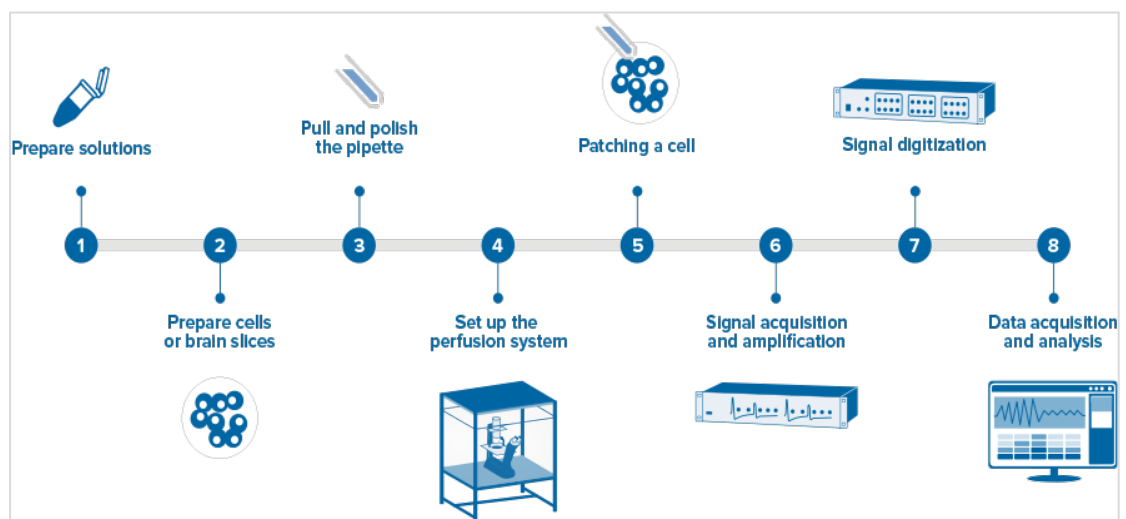 Prepare solutions
Pull and polish
the pipette
Patching a cell
Signal digitization
1
2
3
4
5
6
7
8
Prepare cells
or brain slices
Set up the
perfusion system
Signal acquisition
and amplification
Data acquisition
and analysis